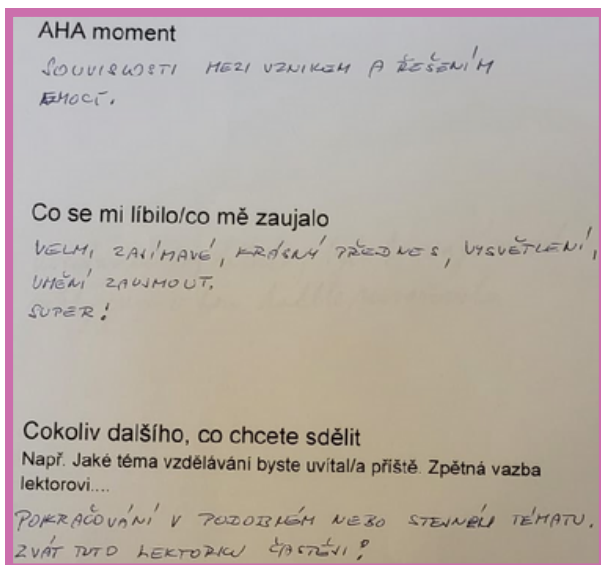 AHA moment
SOUVISLOSTI MEZI VZNIKEM A ŘEŠENÍM
EMOCÍ.
Co se mi líbilo/co mě zaujalo
VELMI ZAJÍMAVÉ, KRÁSNÝ PŘEDNES, VYSVĚTLENÍ,
UMĚNÍ ZAUJMOUT.
SUPER!
Cokoliv dalšího, co chcete sdělit
Např. Jaké téma vzdělávání byste uvítal/a příště. Zpětná vazba
lektorovi....
POKRAČOVÁNÍ V PODOBNÉM NEBO STEJNÉM TÉMATU.
ZVÁT TUTO LEKTORKU ČASTĚJI!